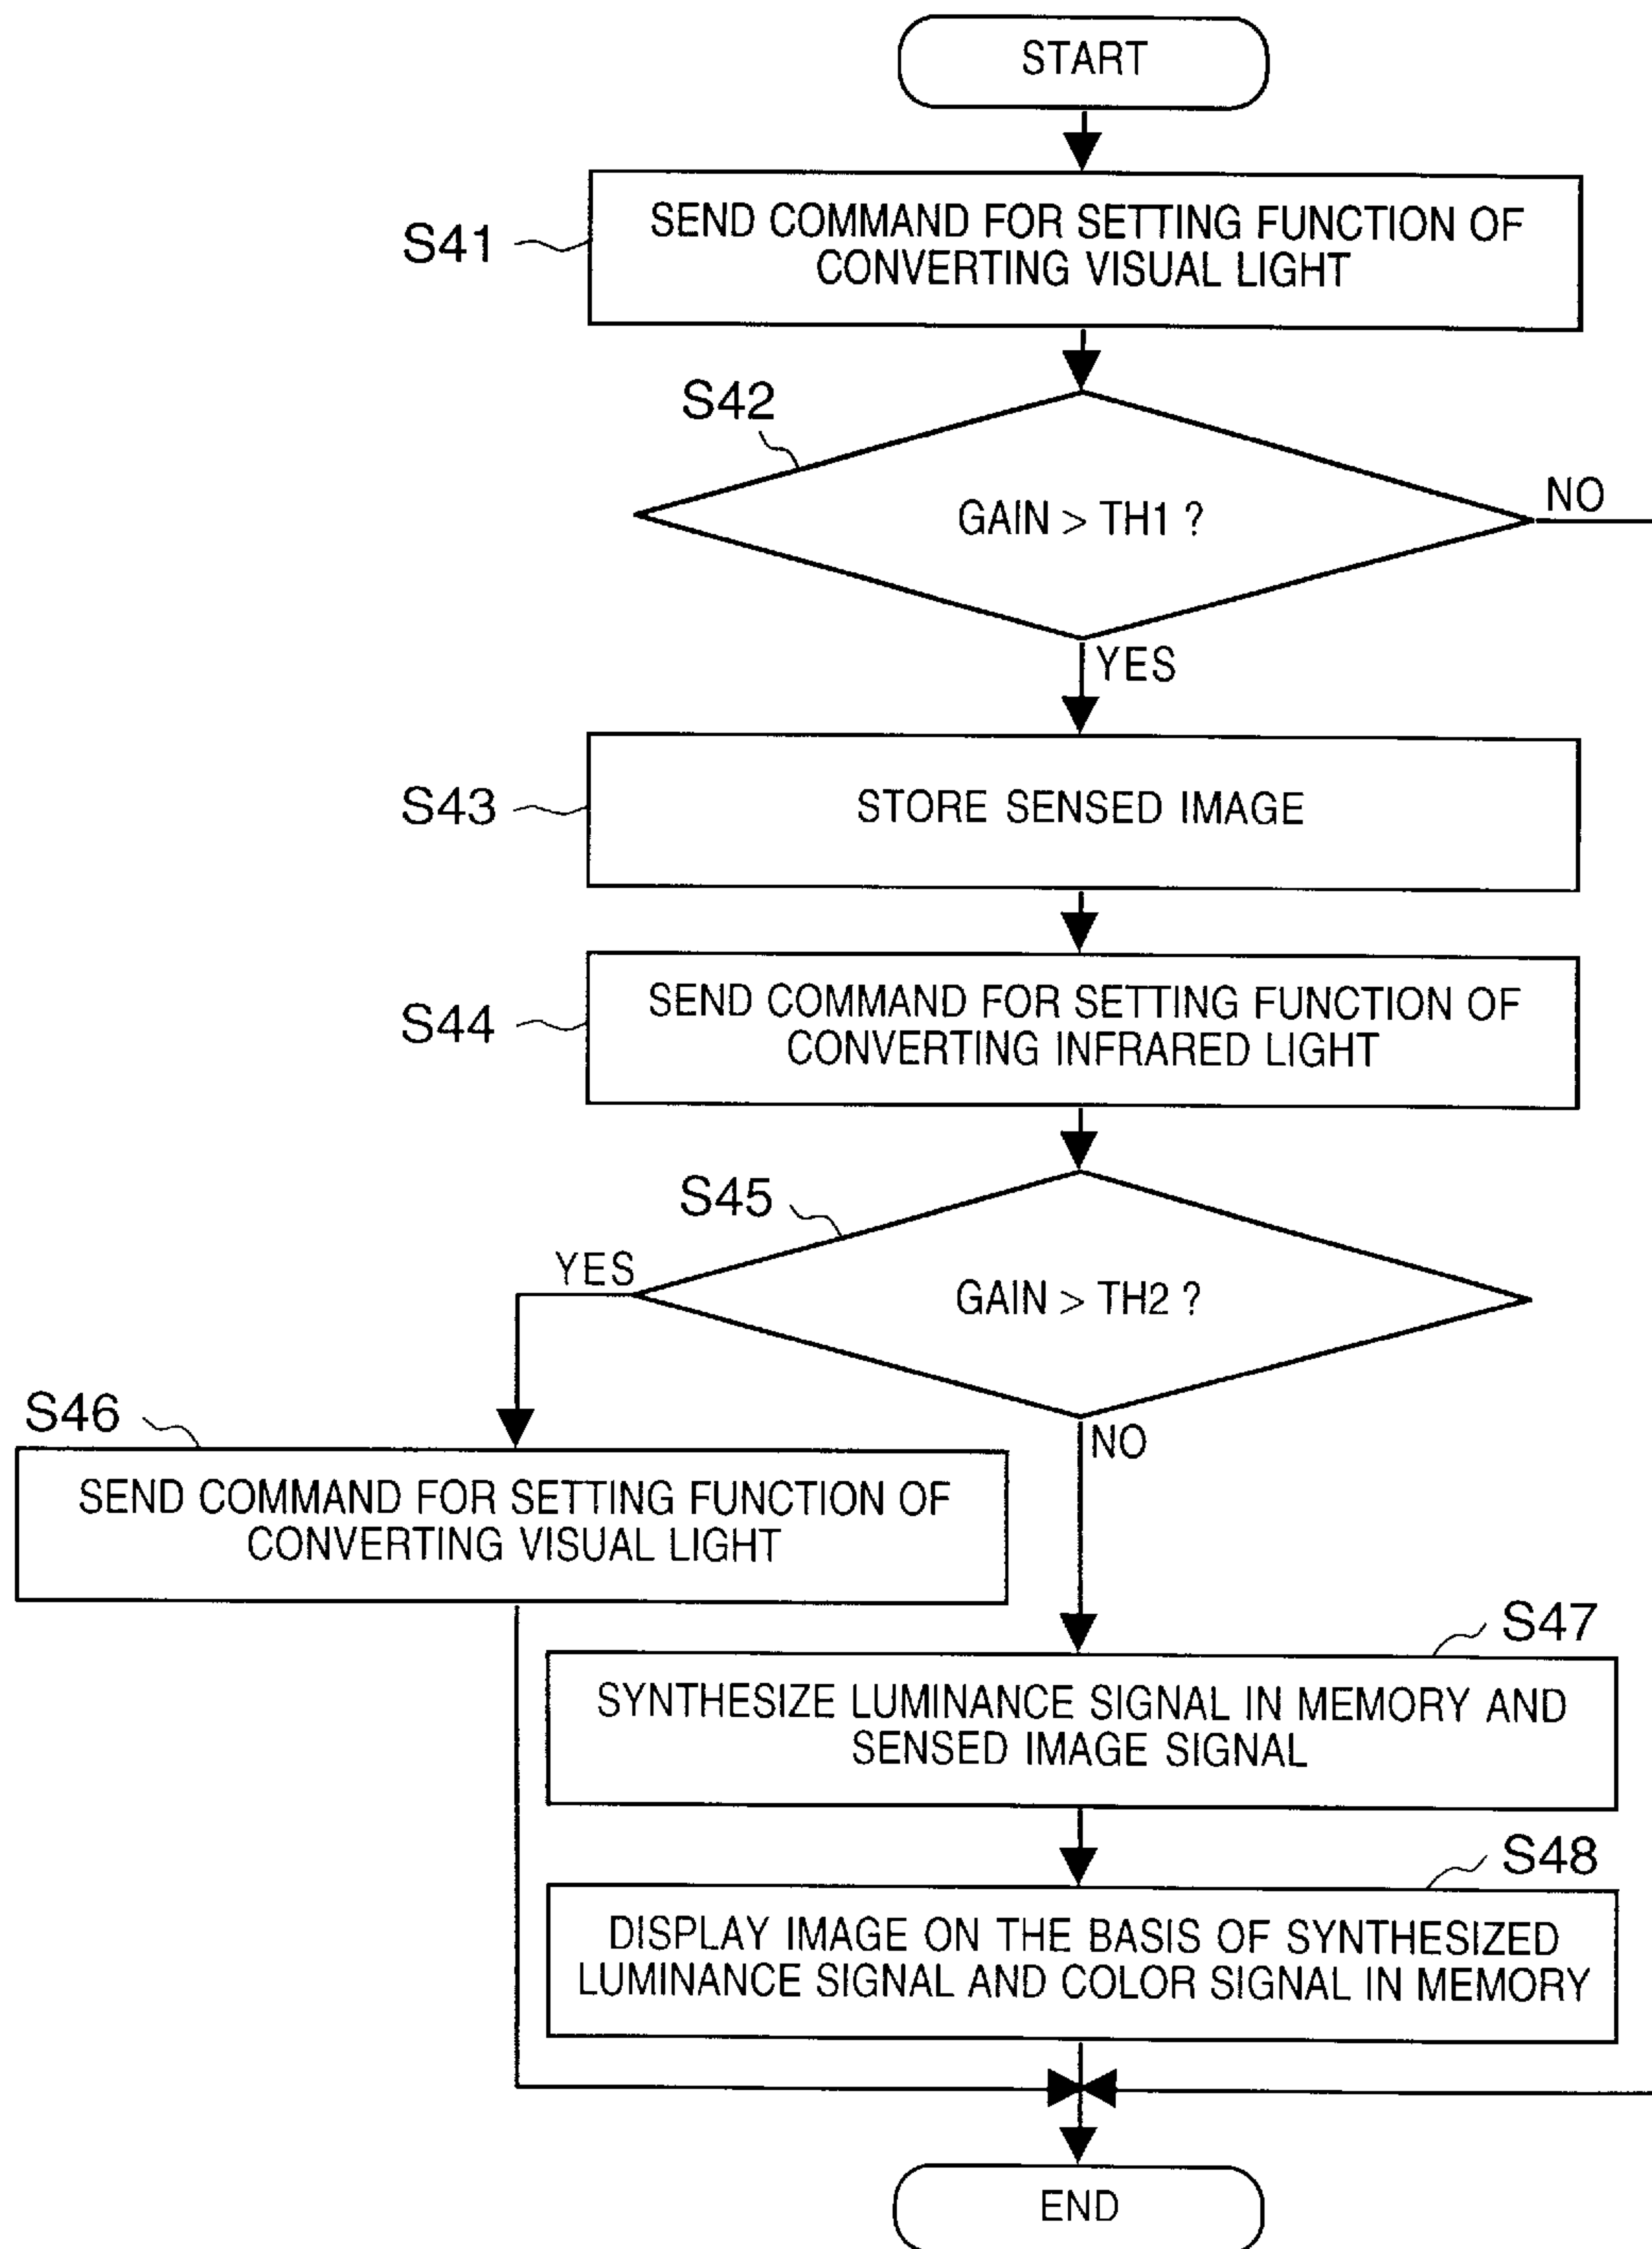 START
S41
SEND COMMAND FOR SETTING FUNCTION OF
CONVERTING VISUAL LIGHT
S42
GAIN > TH1 ?
NO
YES
S43
STORE SENSED IMAGE
S44
SEND COMMAND FOR SETTING FUNCTION OF
CONVERTING INFRARED LIGHT
S45
YES
GAIN > TH2 ?
NO
S46
SEND COMMAND FOR SETTING FUNCTION OF
CONVERTING VISUAL LIGHT
S47
SYNTHESIZE LUMINANCE SIGNAL IN MEMORY AND
SENSED IMAGE SIGNAL
S48
DISPLAY IMAGE ON THE BASIS OF SYNTHESIZED
LUMINANCE SIGNAL AND COLOR SIGNAL IN MEMORY
END